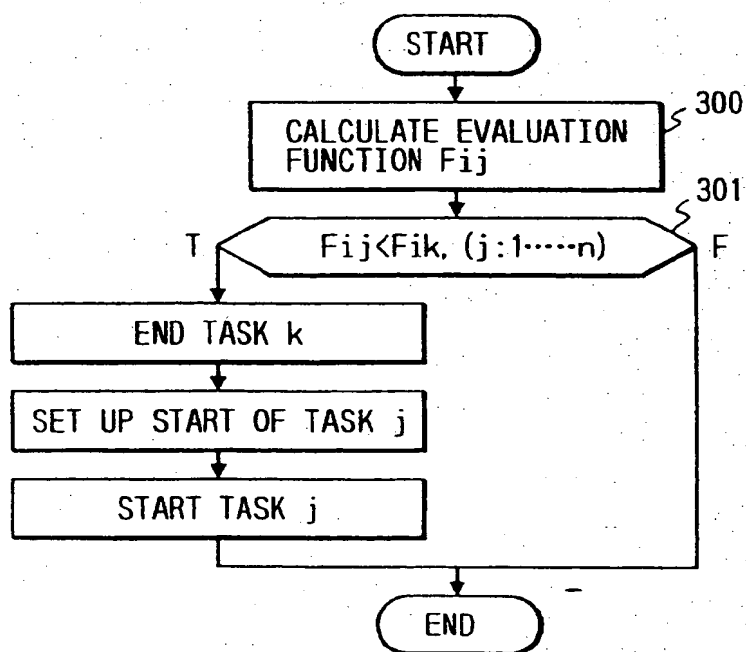 START
300
CALCULATE EVALUATION
FUNCTION Fij
301
T
Fij<Fik, (j:1·····n)
F
END TASK k
SET UP START OF TASK j
START TASK j
END